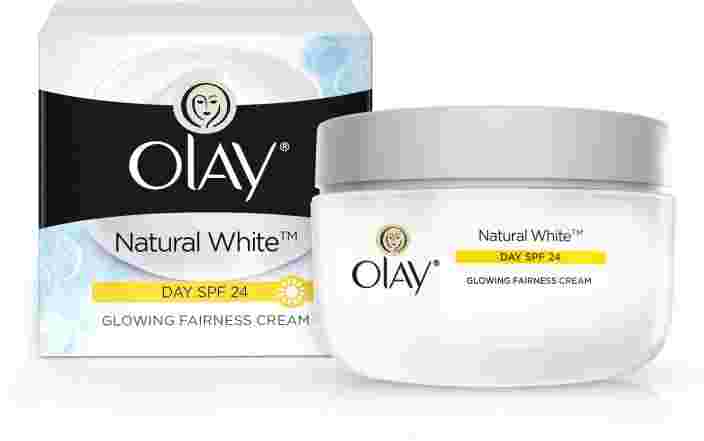 OLAY®
Natural White™
DAY SPF 24
GLOWING FAIRNESS CREAM
OLAY®
Natural White™
DAY SPF 24
GLOWING FAIRNESS CREAM